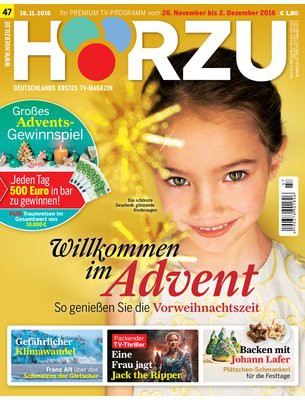 47
18.11.2016
Ihr PREMIUM TV-PROGRAMM vom 26. November bis 2. Dezember 2016
€ 1,80
WWW.HOERZU.DE
HÖRZU
DEUTSCHLANDS ERSTES TV-MAGAZIN
Großes
Advents-
Gewinnspiel
Jeden Tag
500 Euro in bar
zu gewinnen!
PLUS Traumreisen im
Gesamtwert von
10.000 €
Das schönste
Geschenk: glänzende
Kinderaugen
Willkommen
im Advent
So genießen Sie die Vorweihnachtszeit
Gefährlicher
Klimawandel
Franz Alt über das
Schmelzen der Gletscher
Packender
TV-Thriller
Eine
Frau jagt
Jack the Ripper
Backen mit
Johann Lafer
Plätzchen-Schmankerl
für die Festtage